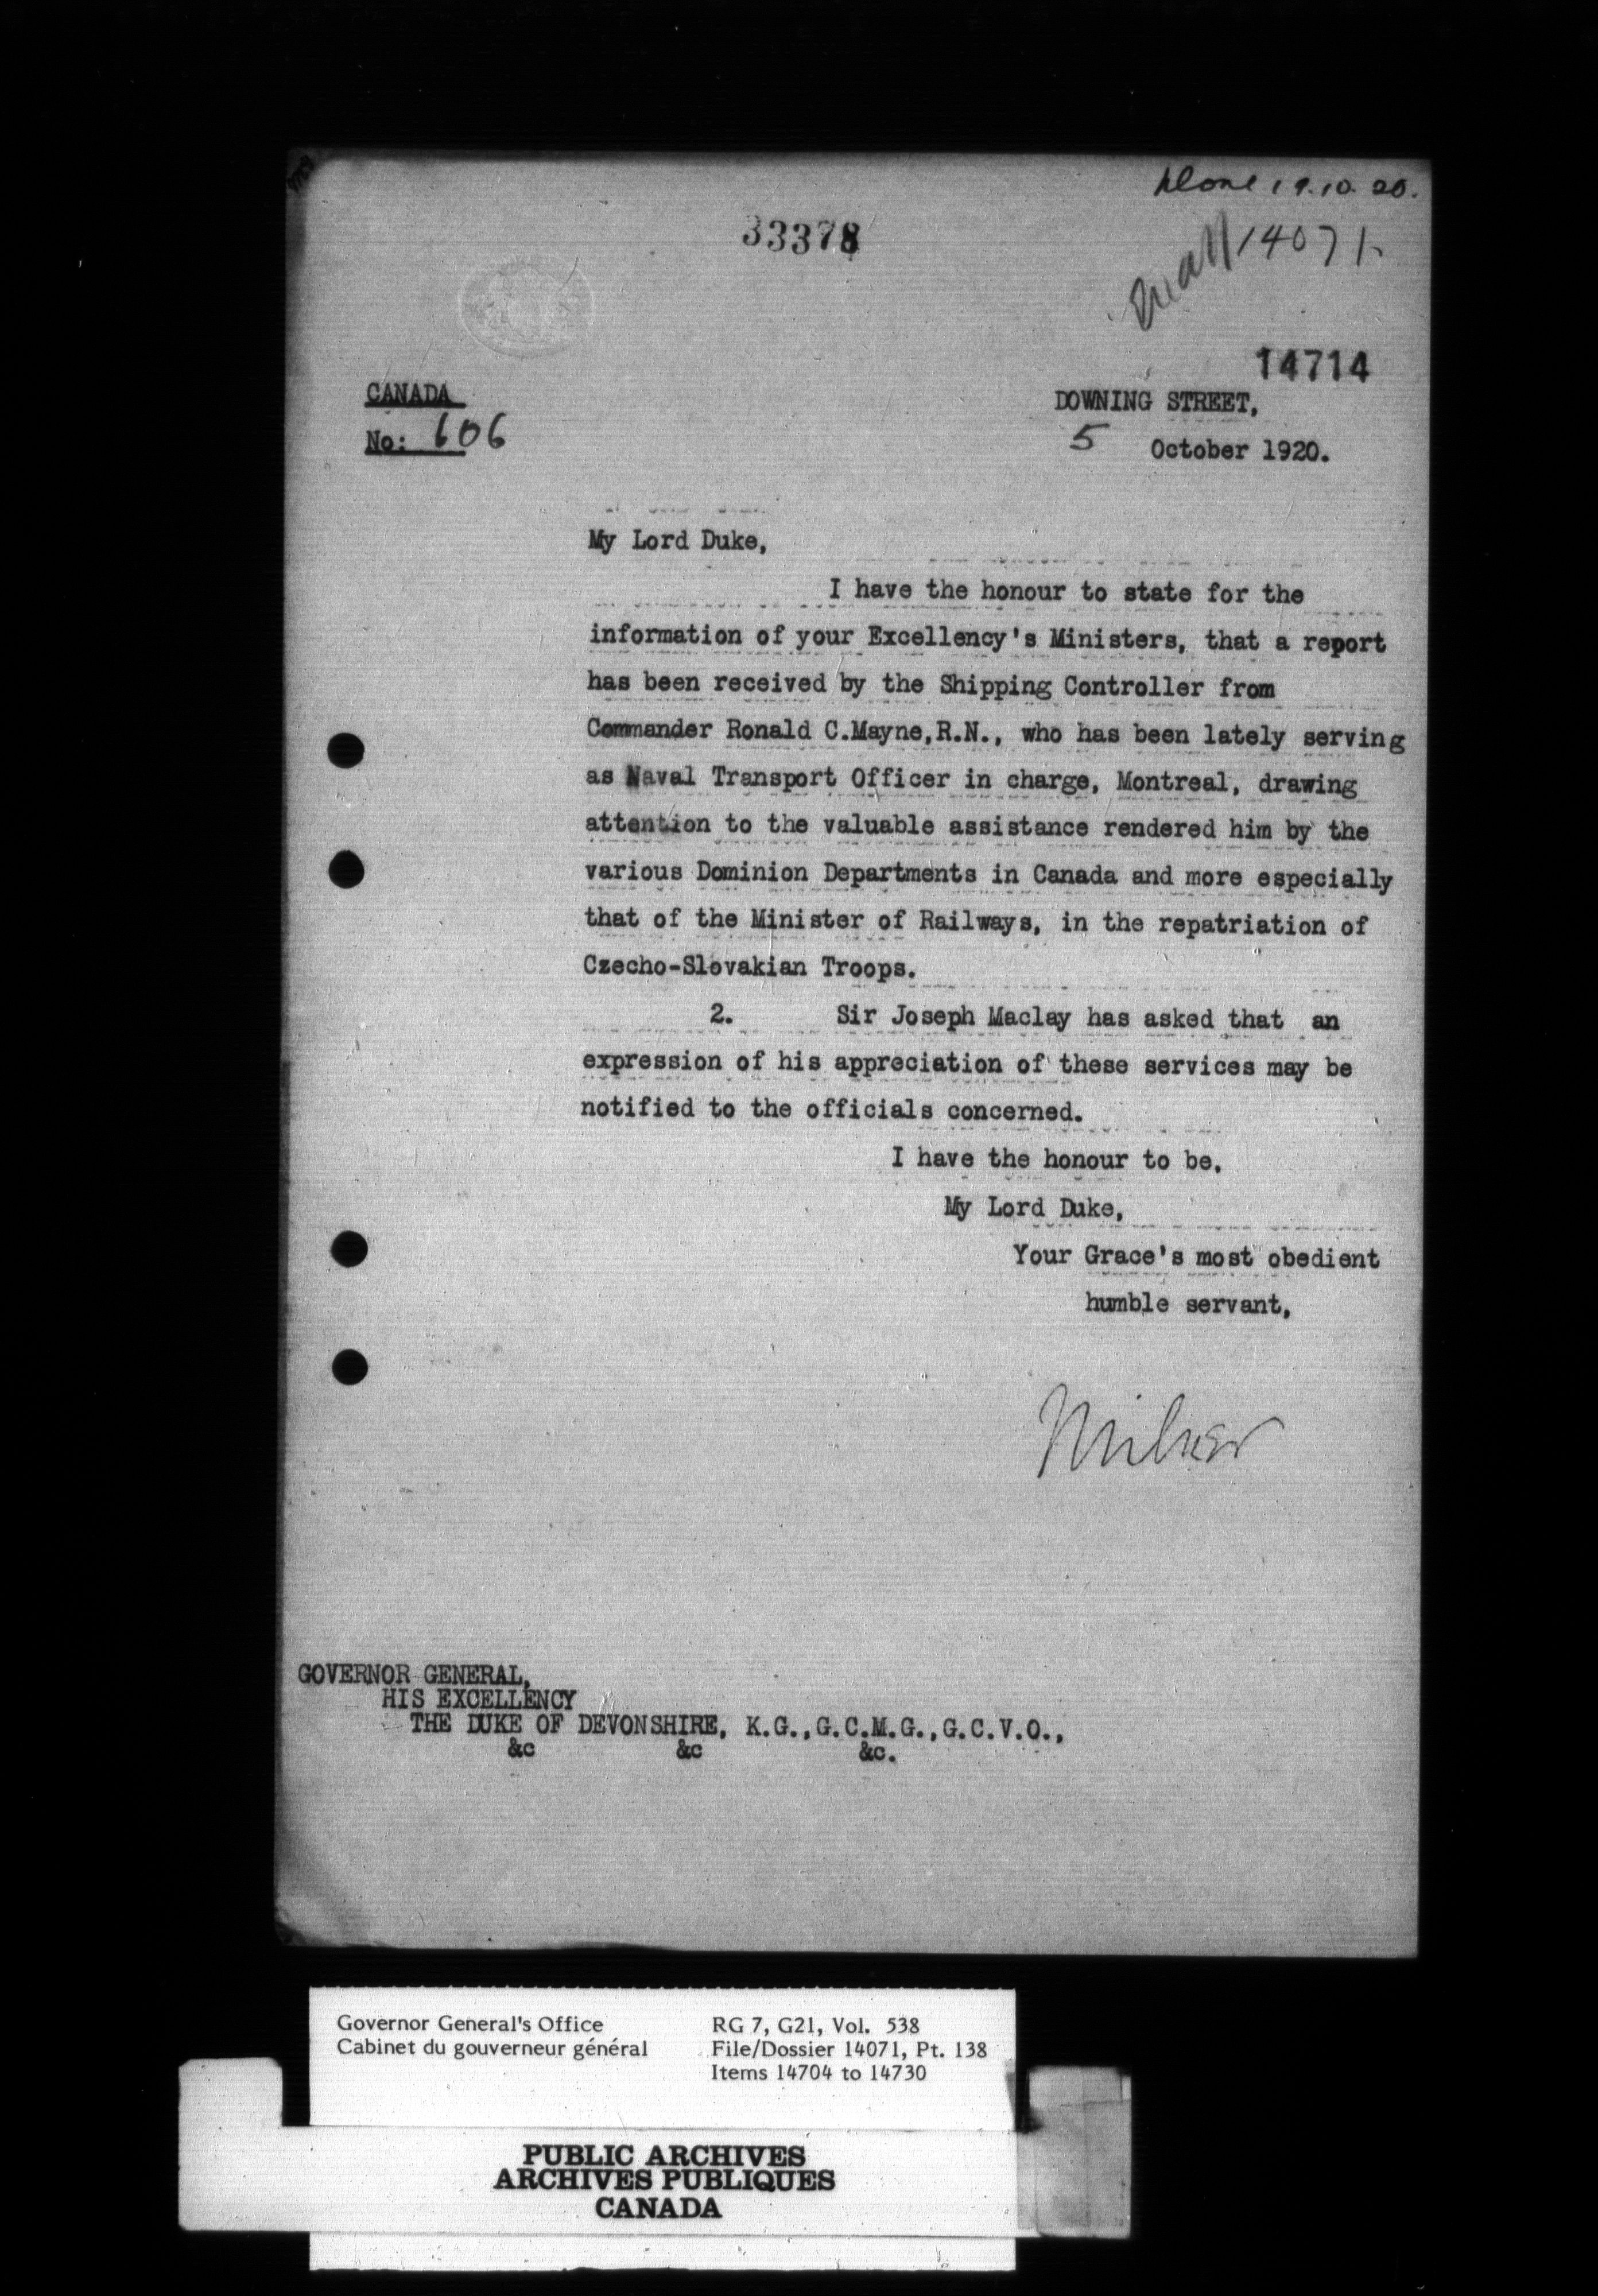 Done 19.10.20.
33378
14071
14714
CANADA
DOWNING STREET,
No: 606
5 October 1920.
My Lord Duke,
I have the honour to state for the
information of your Excellency's Ministers, that a report
has been received by the Shipping Controller from
Commander Ronald C.Mayne,R.N., who has been lately serving
as Naval Transport Officer in charge, Montreal, drawing
attention to the valuable assistance rendered him by the
various Dominion Departments in Canada and more especially
that of the Minister of Railways, in the repatriation of
Czecho-Slovakian Troops.
2. Sir Joseph Maclay has asked that an
expression of his appreciation of these services may be
notified to the officials concerned.
I have the honour to be,
My Lord Duke,
Your Grace's most obedient
humble servant,
Milner
GOVERNOR GENERAL,
HIS EXCELLENCY
THE DUKE OF DEVONSHIRE, K.G.,G.C.M.G.,G.C.V.O.,
&c &c &c.
Governor General's Office
Cabinet du gouverneur général
RG 7, G21, Vol. 538
File/Dossier 14071, Pt. 138
Items 14704 to 14730
PUBLIC ARCHIVES
ARCHIVES PUBLIQUES
CANADA